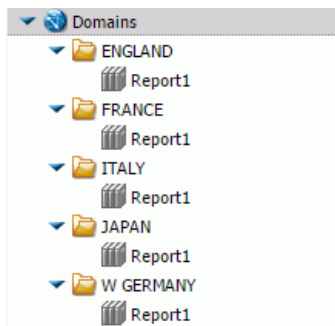 Domains
ENGLAND
Report1
FRANCE
Report1
ITALY
Report1
JAPAN
Report1
W GERMANY
Report1